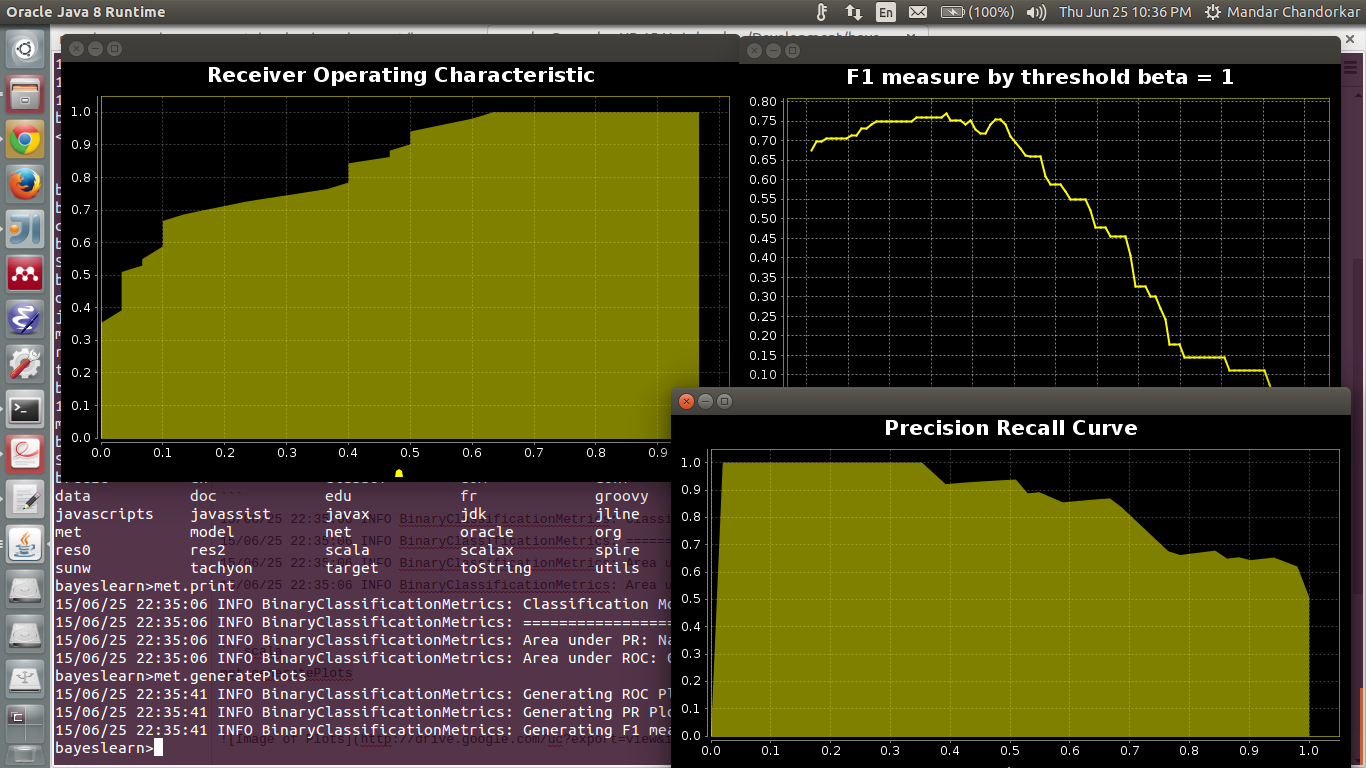 Oracle Java 8 Runtime
En
(100%)
Thu Jun 25 10:36 PM
Mandar Chandorkar
Receiver Operating Characteristic
1.0
0.9
0.8
0.7
0.6
0.5
0.4
0.3
0.2
0.1
0.0
0.0 0.1 0.2 0.3 0.4 0.5 0.6 0.7 0.8 0.9
F1 measure by threshold beta = 1
0.80
0.75
0.70
0.65
0.60
0.55
0.50
0.45
0.40
0.35
0.30
0.25
0.20
0.15
0.10
Precision Recall Curve
1.0
0.9
0.8
0.7
0.6
0.5
0.4
0.3
0.2
0.1
0.0
0.0 0.1 0.2 0.3 0.4 0.5 0.6 0.7 0.8 0.9 1.0
data doc edu fr groovy
javascripts javassist javax jdk jline
met model net oracle org
res0 res2 scala scalax spire
sunw tachyon target toString utils
bayeslearn>met.print
15/06/25 22:35:06 INFO BinaryClassificationMetrics: Classification Mo
15/06/25 22:35:06 INFO BinaryClassificationMetrics: =================
15/06/25 22:35:06 INFO BinaryClassificationMetrics: Area under PR: Na
15/06/25 22:35:06 INFO BinaryClassificationMetrics: Area under ROC: 0
bayeslearn>met.generatePlots
15/06/25 22:35:41 INFO BinaryClassificationMetrics: Generating ROC Pl
15/06/25 22:35:41 INFO BinaryClassificationMetrics: Generating PR Plo
15/06/25 22:35:41 INFO BinaryClassificationMetrics: Generating F1 mea
bayeslearn>